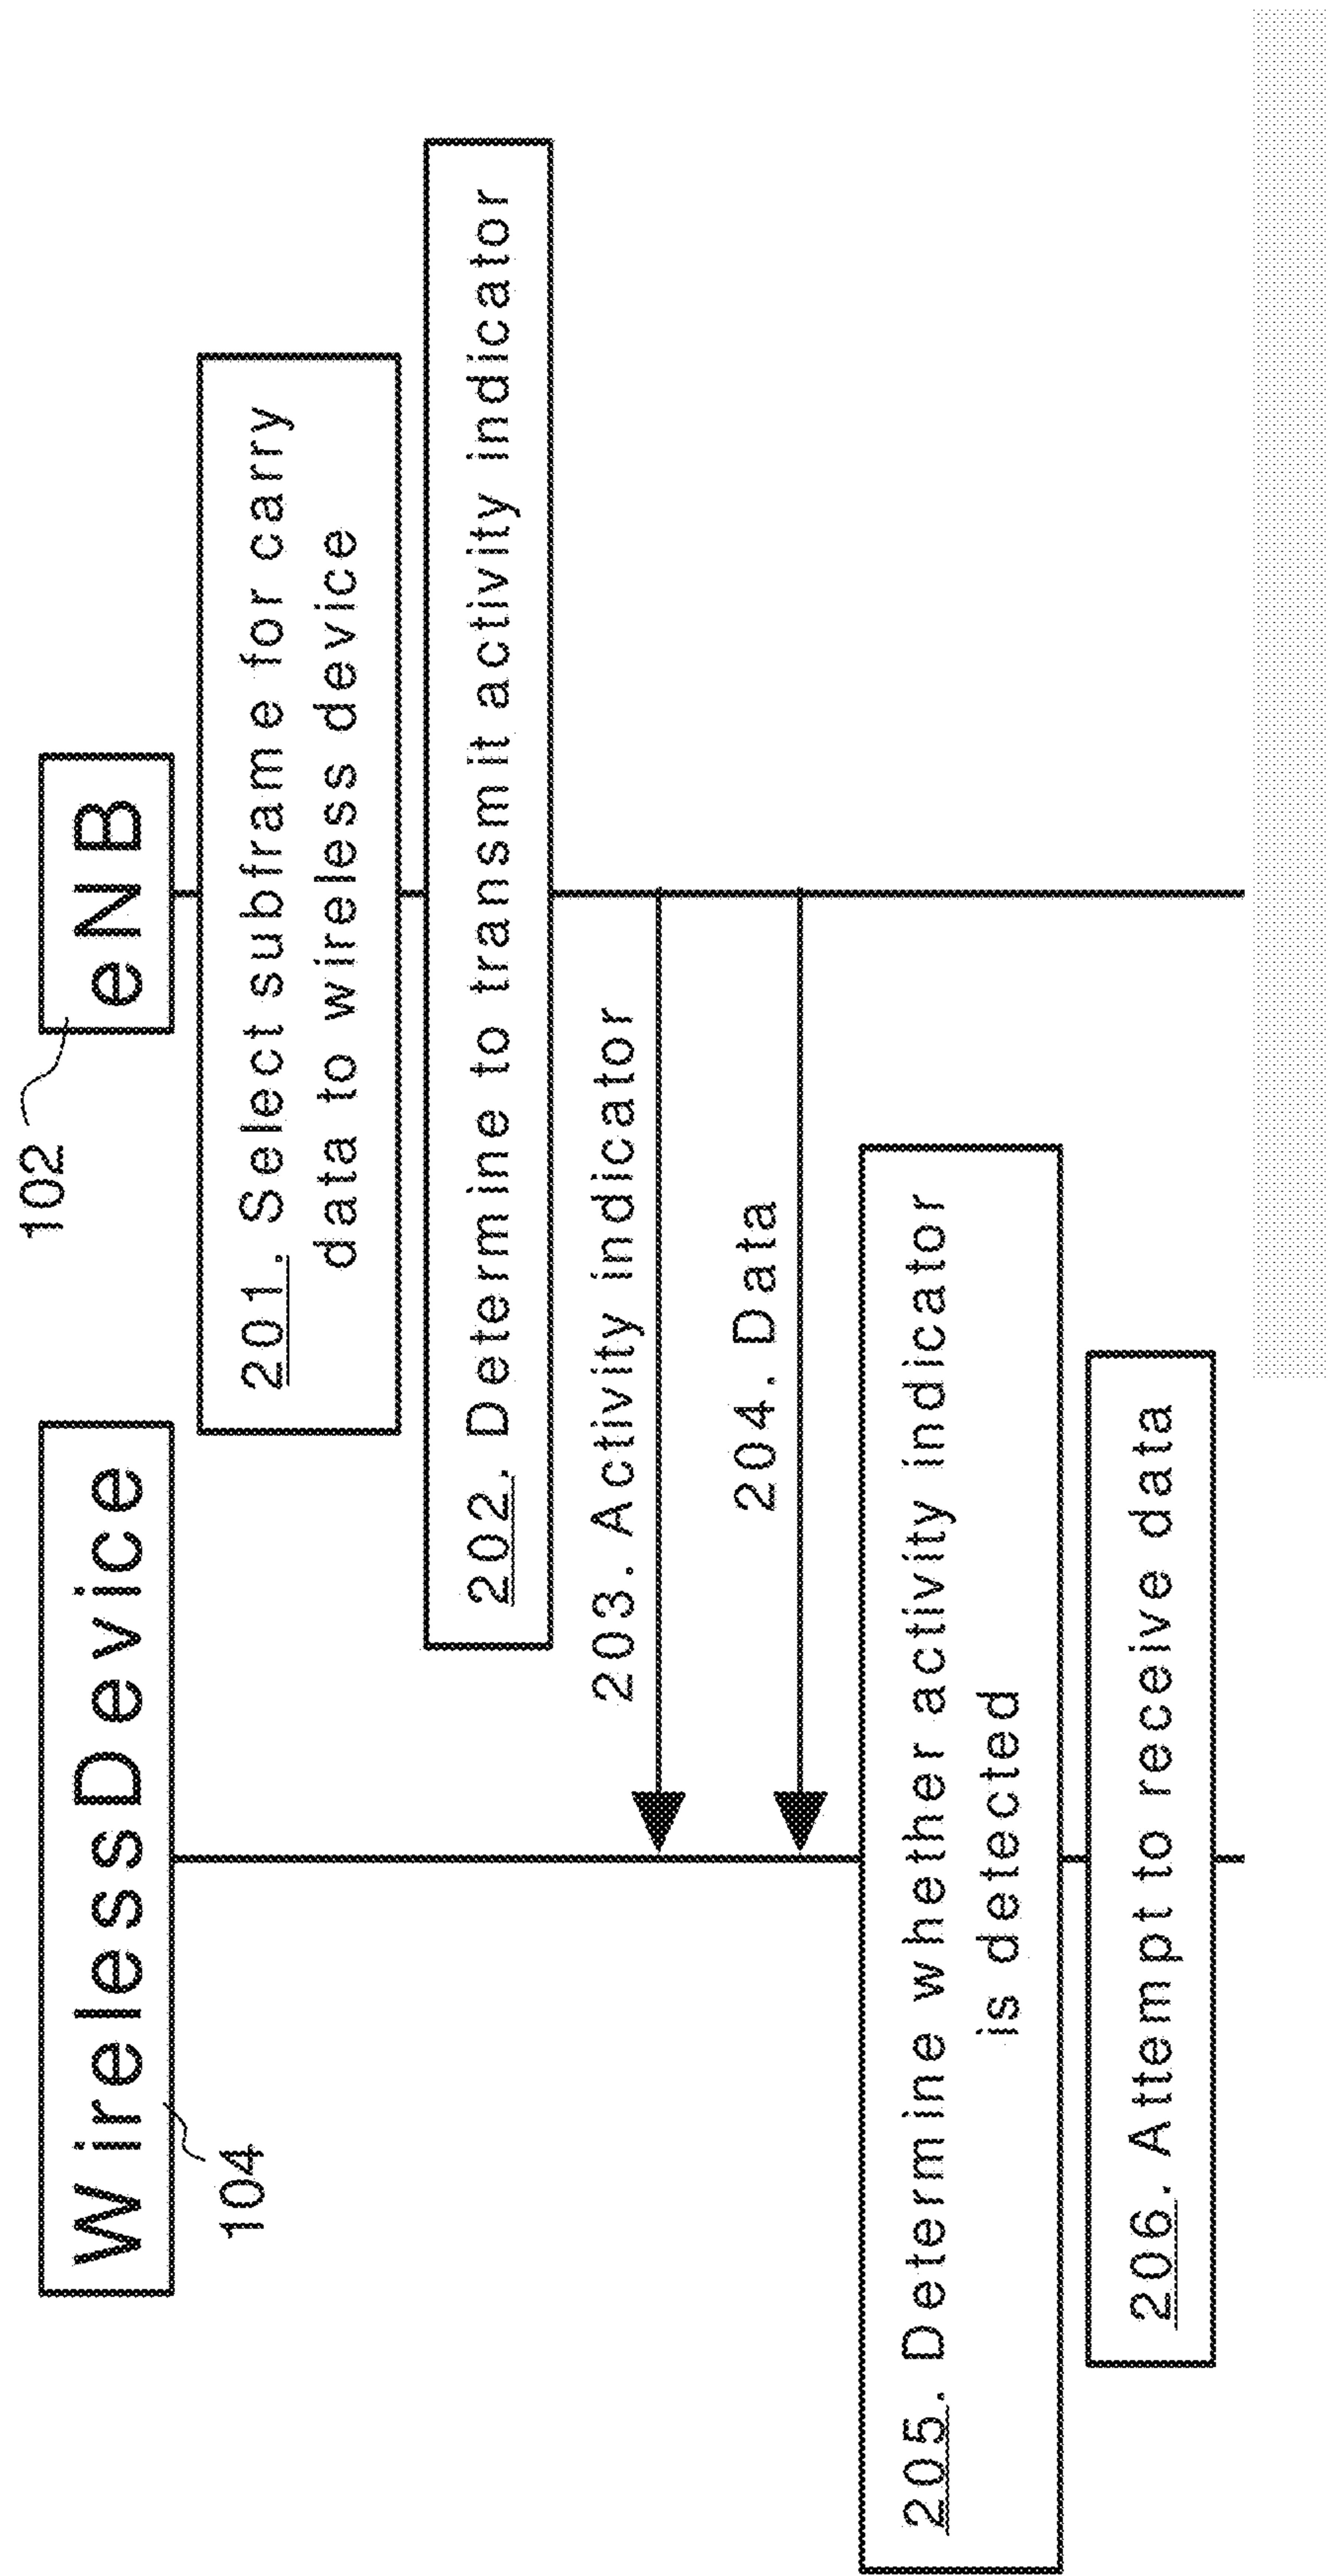 102
eNB
Wireless Device
104
201. Select subframe for carry
data to wireless device
202. Determine to transmit activity indicator
203. Activity indicator
204. Data
205. Determine whether activity indicator
is detected
206. Attempt to receive data